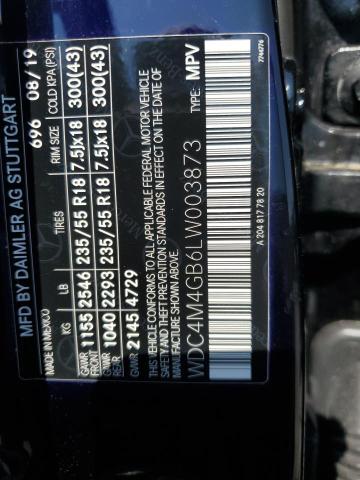 MFD BY DAIMLER AG STUTTGART
MADE IN MEXICO 696 08/19
KG LB TIRES RIM SIZE COLD KPA (PSI)
GAWR FRONT 1155 2546 235/55 R18 7.5Jx18 300(43)
GAWR REAR 1040 2293 235/55 R18 7.5Jx18 300(43)
GVWR 2145 4729
THIS VEHICLE CONFORMS TO ALL APPLICABLE FEDERAL MOTOR VEHICLE
SAFETY AND THEFT PREVENTION STANDARDS IN EFFECT ON THE DATE OF
MANUFACTURE SHOWN ABOVE.
WDC4M4GB6LW003873 TYPE: MPV
A 204 817 78 20